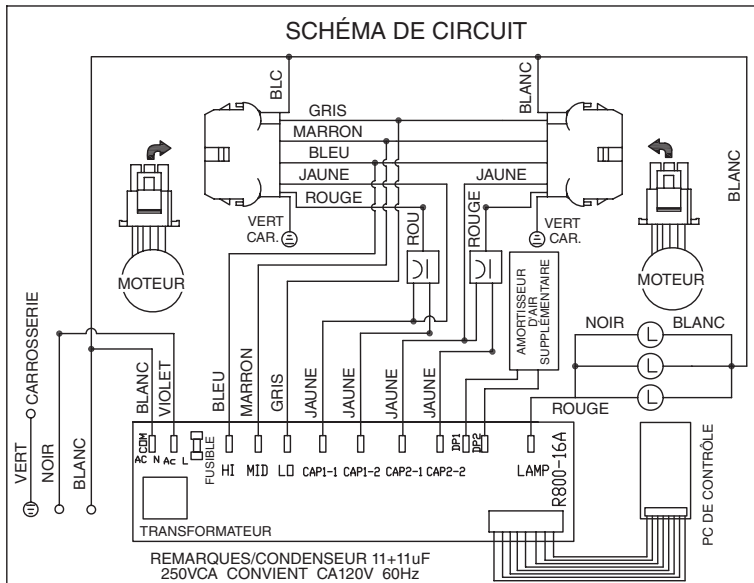 SCHÉMA DE CIRCUIT
BLC
BLANC
GRIS
MARRON
BLEU
JAUNE
JAUNE
ROUGE
ROU
ROUGE
VERT
CAR.
VERT
CAR.
BLANC
MOTEUR
MOTEUR
AMORTISSEUR
D'AIR
SUPPLÉMENTAIRE
NOIR
BLANC
L
L
L
ROUGE
CARROSSERIE
VERT
NOIR
BLANC
BLANC
VIOLET
BLEU
MARRON
GRIS
JAUNE
JAUNE
JAUNE
JAUNE
COM
AC N
Ac L
FUSIBLE
HI
MID
LO
CAP1-1
CAP1-2
CAP2-1
CAP2-2
DP1
DP2
LAMP
R800-16A
PC DE CONTRÔLE
TRANSFORMATEUR
REMARQUES/CONDENSEUR 11+11uF
250VCA CONVIENT CA120V 60Hz